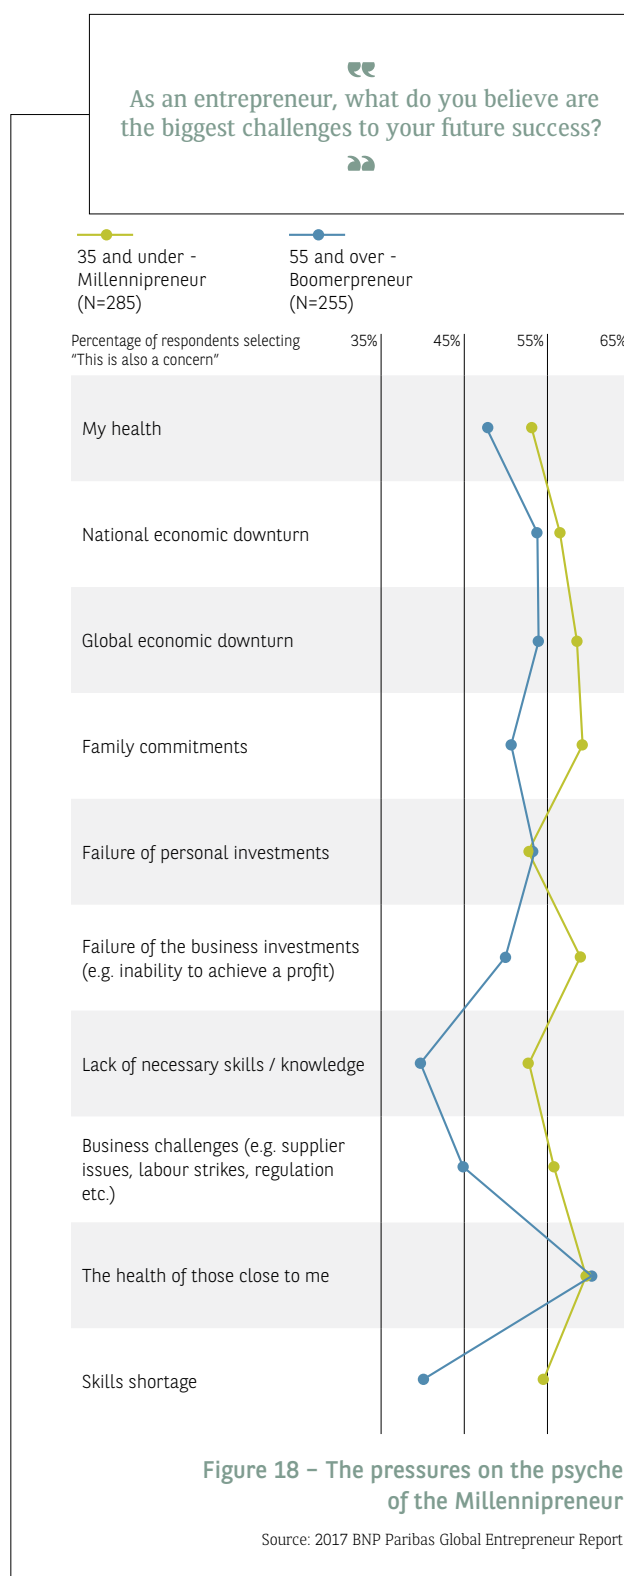 ❝
As an entrepreneur, what do you believe are
the biggest challenges to your future success?
❞
35 and under -
Millennipreneur
(N=285)
55 and over -
Boomerpreneur
(N=255)
Percentage of respondents selecting
“This is also a concern”
35%
45%
55%
65%
My health
National economic downturn
Global economic downturn
Family commitments
Failure of personal investments
Failure of the business investments
(e.g. inability to achieve a profit)
Lack of necessary skills / knowledge
Business challenges (e.g. supplier
issues, labour strikes, regulation
etc.)
The health of those close to me
Skills shortage
Figure 18 – The pressures on the psyche
of the Millennipreneur
Source: 2017 BNP Paribas Global Entrepreneur Report